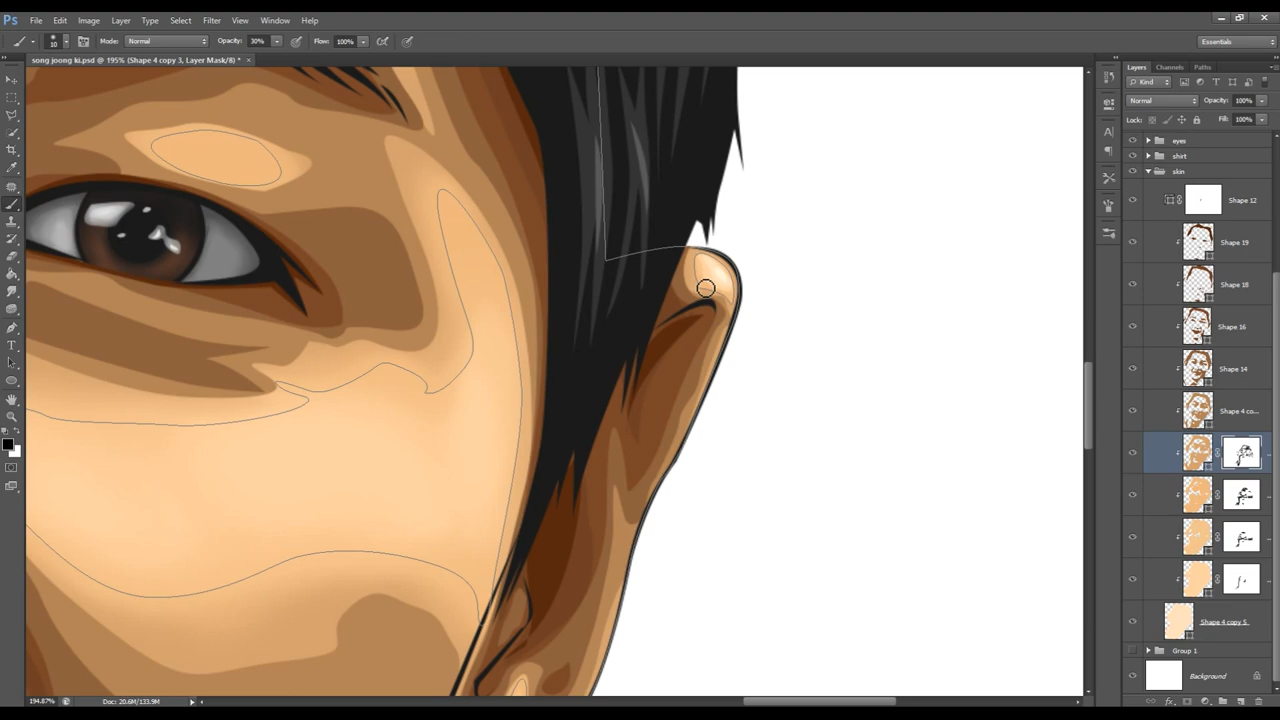 Ps File Edit Image Layer Type Select Filter View Window Help
10 Mode: Normal Opacity: 30% Flow: 100% Essentials
song joong ki.psd @ 195% (Shape 4 copy 3, Layer Mask/8) * ×
Layers Channels Paths
Kind
Normal Opacity: 100%
Lock: Fill: 100%
eyes
shirt
skin
Shape 12
Shape 19
Shape 18
Shape 16
Shape 14
Shape 4 co...
Shape 4 copy 5
Group 1
Background
194.87% Doc: 20.6M/133.9M